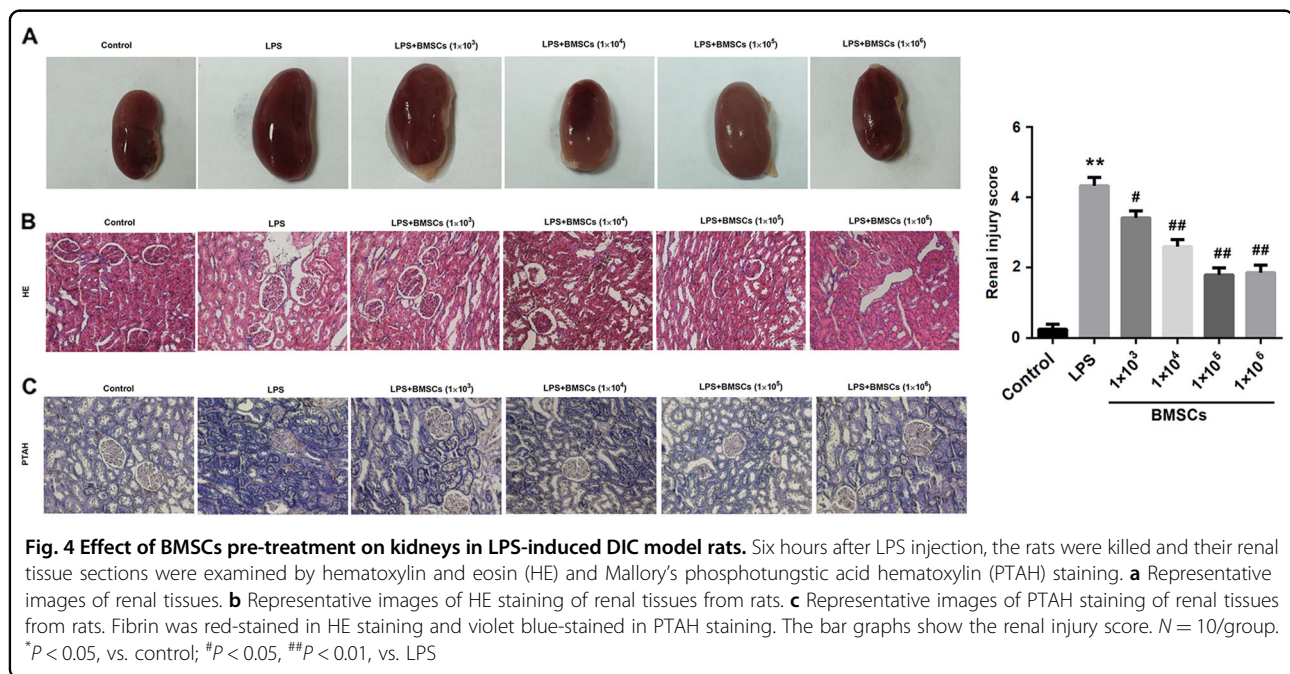 A
Control
LPS
LPS+BMSCs (1×10³)
LPS+BMSCs (1×10⁴)
LPS+BMSCs (1×10⁵)
LPS+BMSCs (1×10⁶)
B
Control
LPS
LPS+BMSCs (1×10³)
LPS+BMSCs (1×10⁴)
LPS+BMSCs (1×10⁵)
LPS+BMSCs (1×10⁶)
HE
C
Control
LPS
LPS+BMSCs (1×10³)
LPS+BMSCs (1×10⁴)
LPS+BMSCs (1×10⁵)
LPS+BMSCs (1×10⁶)
PTAH
Renal injury score
6
4
2
0
**
#
##
##
##
Control
LPS
1×10³
1×10⁴
1×10⁵
1×10⁶
BMSCs
Fig. 4 Effect of BMSCs pre-treatment on kidneys in LPS-induced DIC model rats. Six hours after LPS injection, the rats were killed and their renal
tissue sections were examined by hematoxylin and eosin (HE) and Mallory's phosphotungstic acid hematoxylin (PTAH) staining. a Representative
images of renal tissues. b Representative images of HE staining of renal tissues from rats. c Representative images of PTAH staining of renal tissues
from rats. Fibrin was red-stained in HE staining and violet blue-stained in PTAH staining. The bar graphs show the renal injury score. N = 10/group.
*P < 0.05, vs. control; #P < 0.05, ##P < 0.01, vs. LPS